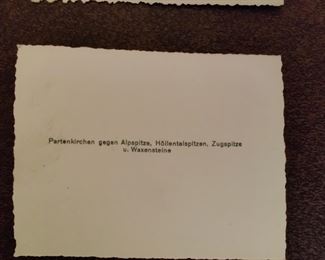 Partenkirchen gegen Alpspitze, Höllentalspitzen, Zugspitze
u. Waxensteine